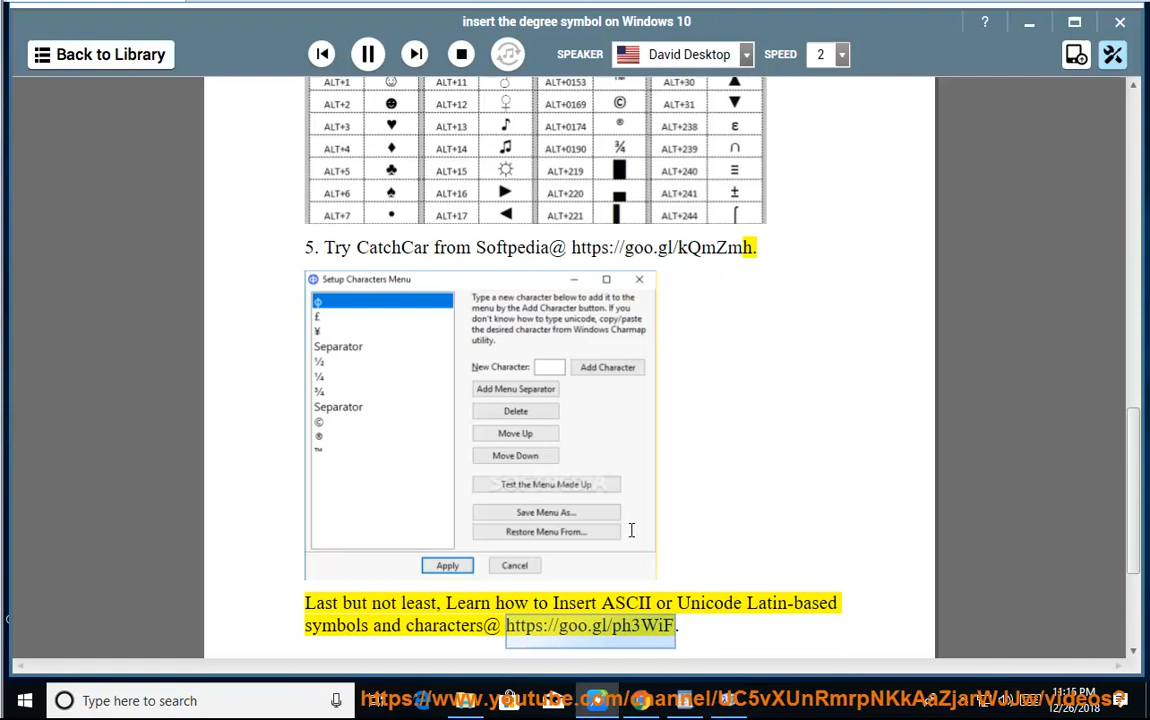 insert the degree symbol on Windows 10
?
Back to Library
SPEAKER
David Desktop
SPEED
2
ALT+1 ☺ ALT+11 ♂ ALT+0153 ™ ALT+30 ▲
ALT+2 ☻ ALT+12 ♀ ALT+0169 © ALT+31 ▼
ALT+3 ♥ ALT+13 ♪ ALT+0174 ® ALT+238 ε
ALT+4 ♦ ALT+14 ♫ ALT+0190 ¾ ALT+239 ∩
ALT+5 ♣ ALT+15 ☼ ALT+219 █ ALT+240 ≡
ALT+6 ♠ ALT+16 ► ALT+220 ▄ ALT+241 ±
ALT+7 • ALT+17 ◄ ALT+221 ▌ ALT+244 ⌠
5. Try CatchCar from Softpedia@ https://goo.gl/kQmZmh.
Setup Characters Menu
φ
£
¥
Separator
½
¼
¾
Separator
©
®
™
Type a new character below to add it to the
menu by the Add Character button. If you
don't know how to type unicode, copy/paste
the desired character from Windows Charmap
utility.
New Character:
Add Character
Add Menu Separator
Delete
Move Up
Move Down
Test the Menu Made Up
Save Menu As...
Restore Menu From...
Apply
Cancel
Last but not least, Learn how to Insert ASCII or Unicode Latin-based
symbols and characters@ https://goo.gl/ph3WiF.
Type here to search
11:15 PM
12/26/2018